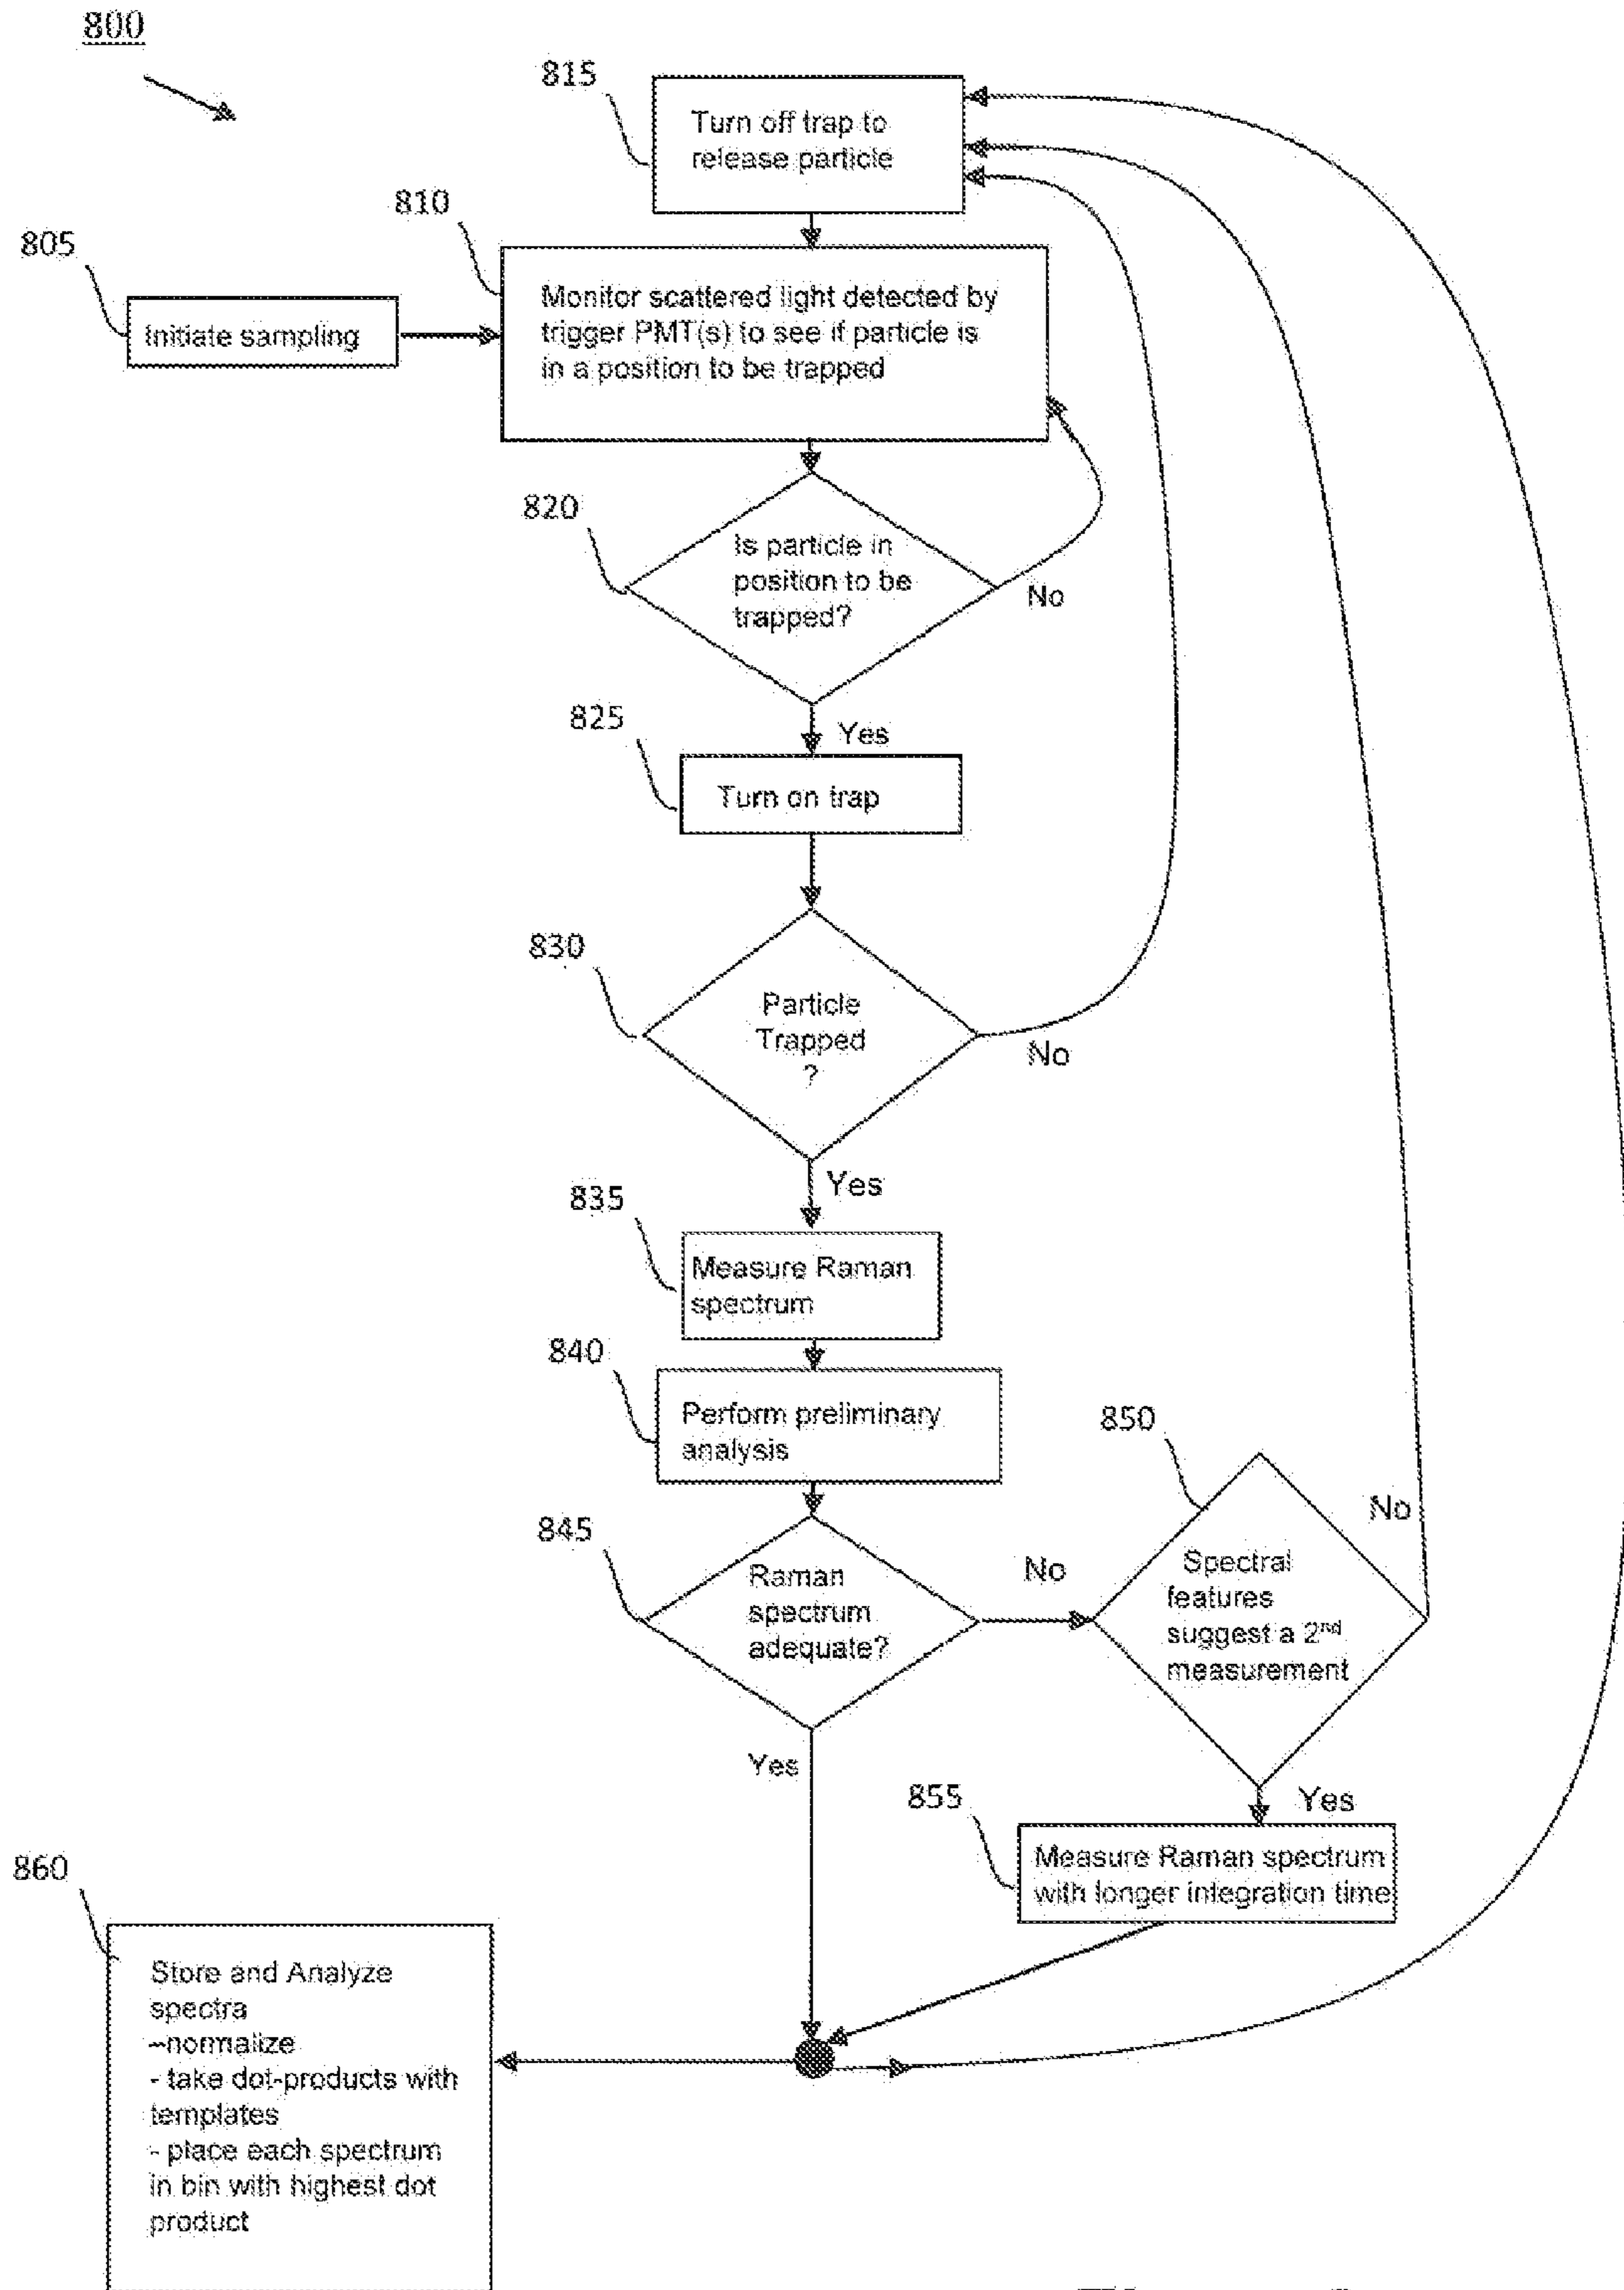 800
815
Turn off trap to
release particle
810
805
Initiate sampling
Monitor scattered light detected by
trigger PMT(s) to see if particle is
in a position to be trapped
820
Is particle in
position to be
trapped?
No
825
Yes
Turn on trap
830
Particle
Trapped
?
No
Yes
835
Measure Raman
spectrum
840
Perform preliminary
analysis
850
845
Raman
spectrum
adequate?
No
No
Spectral
features
suggest a 2nd
measurement
Yes
Yes
855
Measure Raman spectrum
with longer integration time
860
Store and Analyze
spectra
–normalize
- take dot-products with
templates
- place each spectrum
in bin with highest dot
product